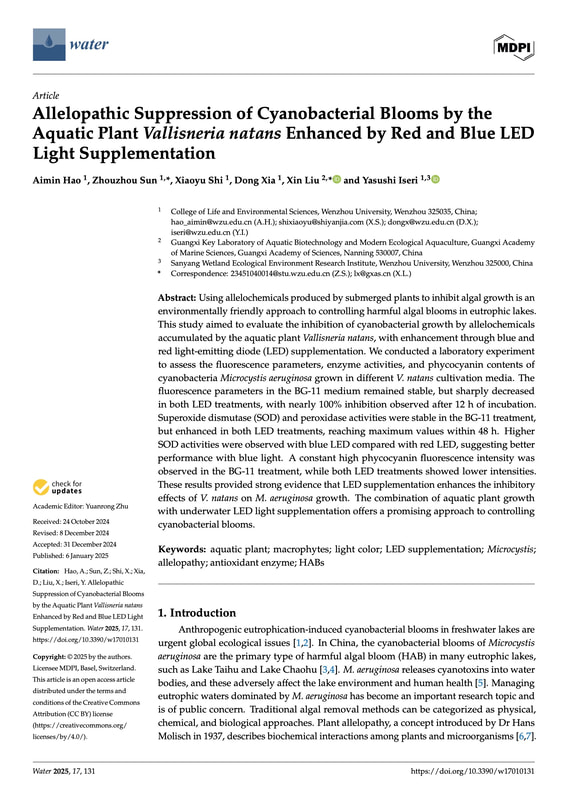 water
MDPI
Article
Allelopathic Suppression of Cyanobacterial Blooms by the
Aquatic Plant Vallisneria natans Enhanced by Red and Blue LED
Light Supplementation
Aimin Hao 1, Zhouzhou Sun 1,*, Xiaoyu Shi 1, Dong Xia 1, Xin Liu 2,* and Yasushi Iseri 1,3
1 College of Life and Environmental Sciences, Wenzhou University, Wenzhou 325035, China;
hao_aimin@wzu.edu.cn (A.H.); shixiaoyu@shiyanjia.com (X.S.); dongx@wzu.edu.cn (D.X.);
iseri@wzu.edu.cn (Y.I.)
2 Guangxi Key Laboratory of Aquatic Biotechnology and Modern Ecological Aquaculture, Guangxi Academy
of Marine Sciences, Guangxi Academy of Sciences, Nanning 530007, China
3 Sanyang Wetland Ecological Environment Research Institute, Wenzhou University, Wenzhou 325000, China
* Correspondence: 23451040014@stu.wzu.edu.cn (Z.S.); lx@gxas.cn (X.L.)
Abstract: Using allelochemicals produced by submerged plants to inhibit algal growth is an
environmentally friendly approach to controlling harmful algal blooms in eutrophic lakes.
This study aimed to evaluate the inhibition of cyanobacterial growth by allelochemicals
accumulated by the aquatic plant Vallisneria natans, with enhancement through blue and
red light-emitting diode (LED) supplementation. We conducted a laboratory experiment
to assess the fluorescence parameters, enzyme activities, and phycocyanin contents of
cyanobacteria Microcystis aeruginosa grown in different V. natans cultivation media. The
fluorescence parameters in the BG-11 medium remained stable, but sharply decreased
in both LED treatments, with nearly 100% inhibition observed after 12 h of incubation.
Superoxide dismutase (SOD) and peroxidase activities were stable in the BG-11 treatment,
but enhanced in both LED treatments, reaching maximum values within 48 h. Higher
SOD activities were observed with blue LED compared with red LED, suggesting better
performance with blue light. A constant high phycocyanin fluorescence intensity was
observed in the BG-11 treatment, while both LED treatments showed lower intensities.
These results provided strong evidence that LED supplementation enhances the inhibitory
effects of V. natans on M. aeruginosa growth. The combination of aquatic plant growth
with underwater LED light supplementation offers a promising approach to controlling
cyanobacterial blooms.
Keywords: aquatic plant; macrophytes; light color; LED supplementation; Microcystis;
allelopathy; antioxidant enzyme; HABs
check for
updates
Academic Editor: Yuanrong Zhu
Received: 24 October 2024
Revised: 28 December 2024
Accepted: 31 December 2024
Published: 6 January 2025
Citation: Hao, A.; Sun, Z.; Shi, X.; Xia,
D.; Liu, X.; Iseri, Y. Allelopathic
Suppression of Cyanobacterial Blooms
by the Aquatic Plant Vallisneria natans
Enhanced by Red and Blue LED Light
Supplementation. Water 2025, 17, 131.
https://doi.org/10.3390/w17010131
Copyright: © 2025 by the authors.
Licensee MDPI, Basel, Switzerland.
This article is an open access article
distributed under the terms and
conditions of the Creative Commons
Attribution (CC BY) license
(https://creativecommons.org/
licenses/by/4.0/).
1. Introduction
Anthropogenic eutrophication-induced cyanobacterial blooms in freshwater lakes are
urgent global ecological issues [1,2]. In China, the cyanobacterial blooms of Microcystis
aeruginosa are the primary type of harmful algal bloom (HAB) in many eutrophic lakes,
such as Lake Taihu and Lake Chaohu [3,4]. M. aeruginosa releases cyanotoxins into water
bodies, and these adversely affect the lake environment and human health [5]. Managing
eutrophic waters dominated by M. aeruginosa has become an important research topic and
is of public concern. Traditional algal removal methods can be categorized as physical,
chemical, and biological approaches. Plant allelopathy, a concept introduced by Dr Hans
Molisch in 1937, describes biochemical interactions among plants and microorganisms [6,7].
Water 2025, 17, 131
https://doi.org/10.3390/w17010131